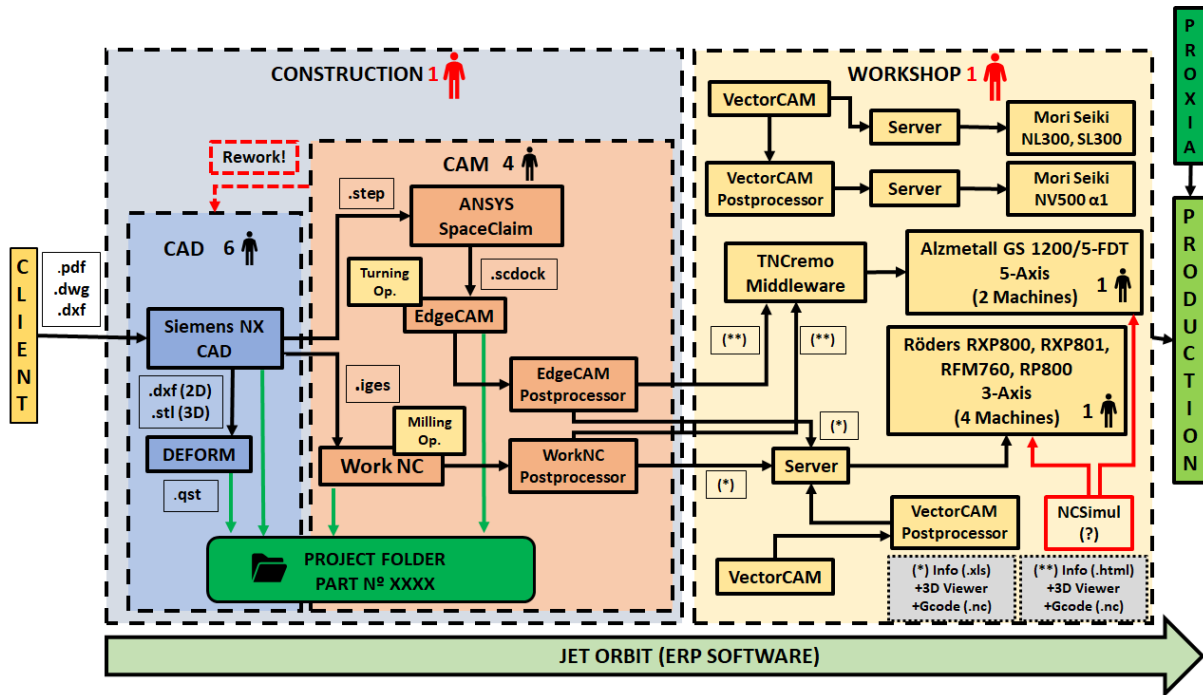 CLIENT
.pdf
.dwg
.dxf
CONSTRUCTION 1
Rework!
CAD 6
Siemens NX
CAD
.dxf (2D)
.stl (3D)
DEFORM
.qst
CAM 4
.step
ANSYS
SpaceClaim
.scdock
Turning
Op.
EdgeCAM
.iges
EdgeCAM
Postprocessor
Milling
Op.
Work NC
WorkNC
Postprocessor
PROJECT FOLDER
PART Nº XXXX
WORKSHOP 1
VectorCAM
Server
Mori Seiki
NL300, SL300
VectorCAM
Postprocessor
Server
Mori Seiki
NV500 α1
TNCremo
Middleware
Alzmetall GS 1200/5-FDT
5-Axis
(2 Machines) 1
(**)
(**)
Röders RXP800, RXP801,
RFM760, RP800
3-Axis
(4 Machines) 1
(*)
Server
(*)
VectorCAM
Postprocessor
NCSimul
(?)
VectorCAM
(*) Info (.xls)
+3D Viewer
+Gcode (.nc)
(**) Info (.html)
+3D Viewer
+Gcode (.nc)
PROXIA
PRODUCTION
JET ORBIT (ERP SOFTWARE)